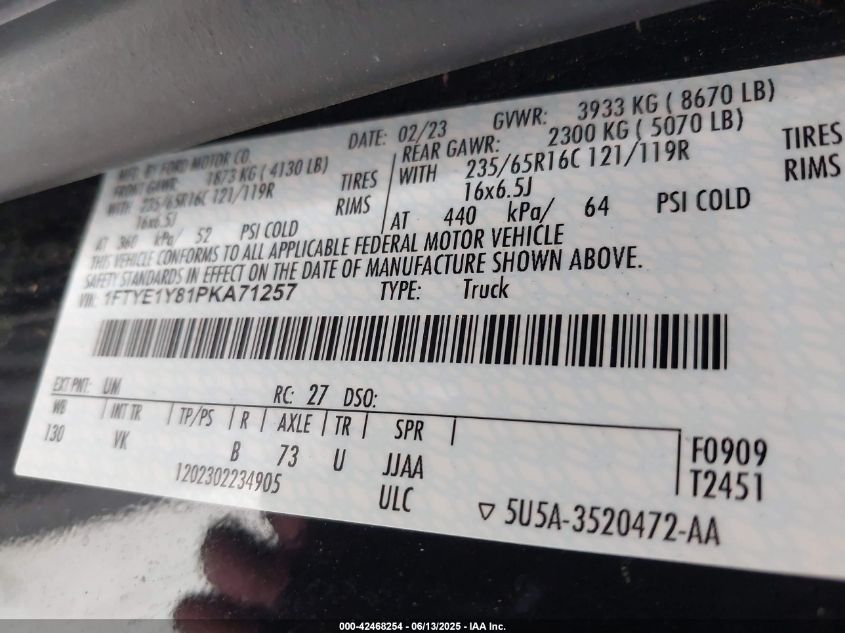 DATE: 02/23 GVWR: 3933 KG ( 8670 LB)
MFD. BY FORD MOTOR CO.
FRONT GAWR: 1873 KG ( 4130 LB) REAR GAWR: 2300 KG ( 5070 LB)
WITH 235/65R16C 121/119R TIRES WITH 235/65R16C 121/119R TIRES
16x6.5J RIMS 16x6.5J RIMS
AT 360 kPa/ 52 PSI COLD AT 440 kPa/ 64 PSI COLD
THIS VEHICLE CONFORMS TO ALL APPLICABLE FEDERAL MOTOR VEHICLE
SAFETY STANDARDS IN EFFECT ON THE DATE OF MANUFACTURE SHOWN ABOVE.
VIN: 1FTYE1Y81PKA71257 TYPE: Truck
EXT PNT: UM RC: 27 DSO:
WB INT TR TP/PS R AXLE TR SPR
130 VK B 73 U JJAA F0909
1202302234905 ULC T2451
5U5A-3520472-AA
000-42468254 - 06/13/2025 - IAA Inc.